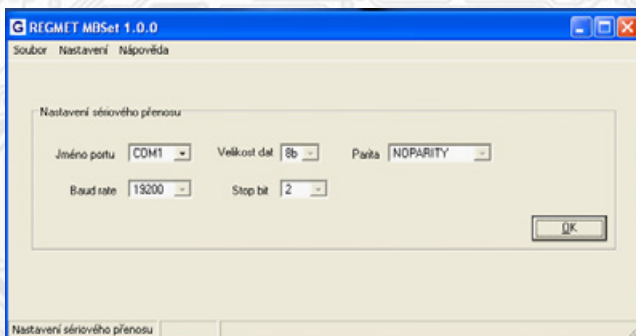 G REGMET MBSet 1.0.0
Soubor Nastavení Nápověda
Nastavení sériového přenosu
Jméno portu COM1 Velikost dat 8b Parita NOPARITY
Baud rate 19200 Stop bit 2
OK
Nastavení sériového přenosu